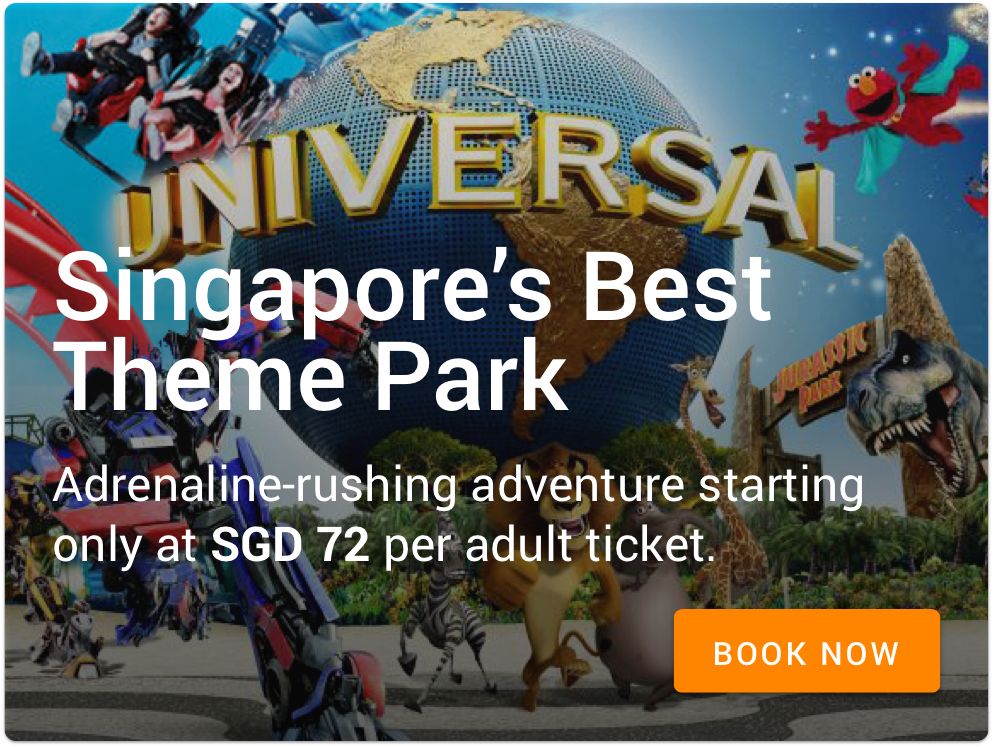 UNIVERSAL
Singapore’s Best
Theme Park
JURASSIC
PARK
Adrenaline-rushing adventure starting
only at SGD 72 per adult ticket.
BOOK NOW